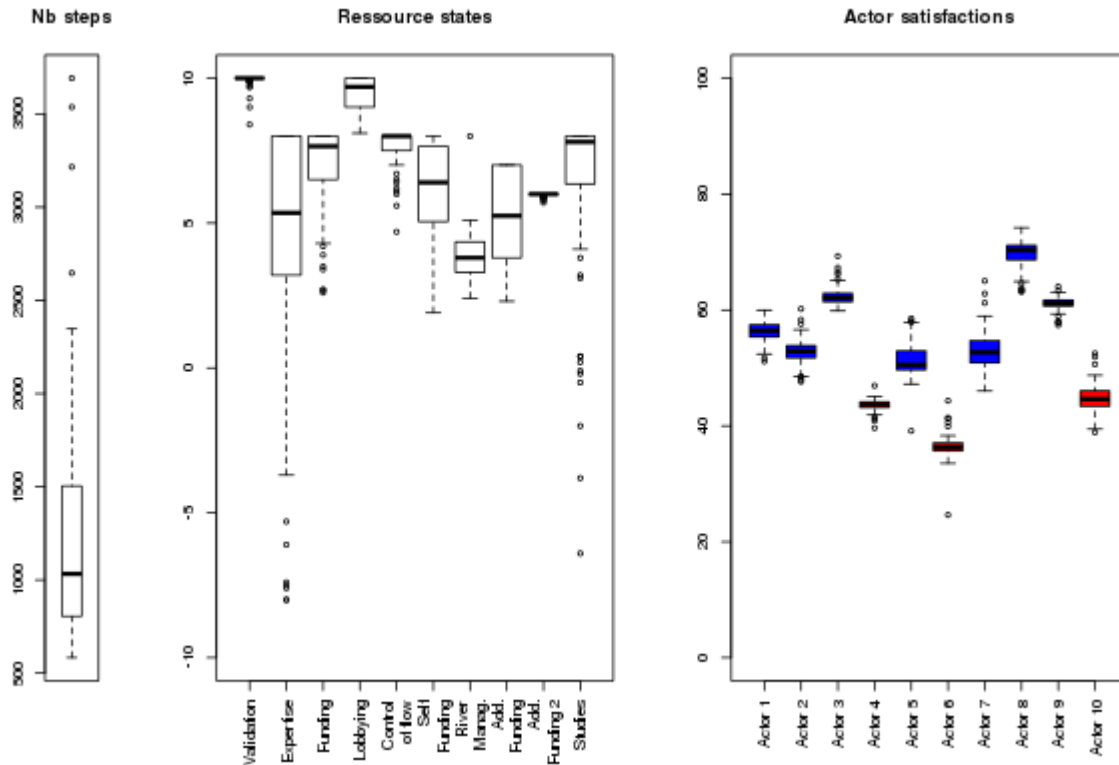 Nb steps
Ressource states
Actor satisfactions
3500
3000
2500
2000
1500
1000
500
10
5
0
-5
-10
Validation
Expertise
Funding
Lobbying
Control
of flow
Self
Funding
River
Manag.
Add.
Funding
Add.
Funding 2
Studies
100
80
60
40
20
0
Actor 1
Actor 2
Actor 3
Actor 4
Actor 5
Actor 6
Actor 7
Actor 8
Actor 9
Actor 10